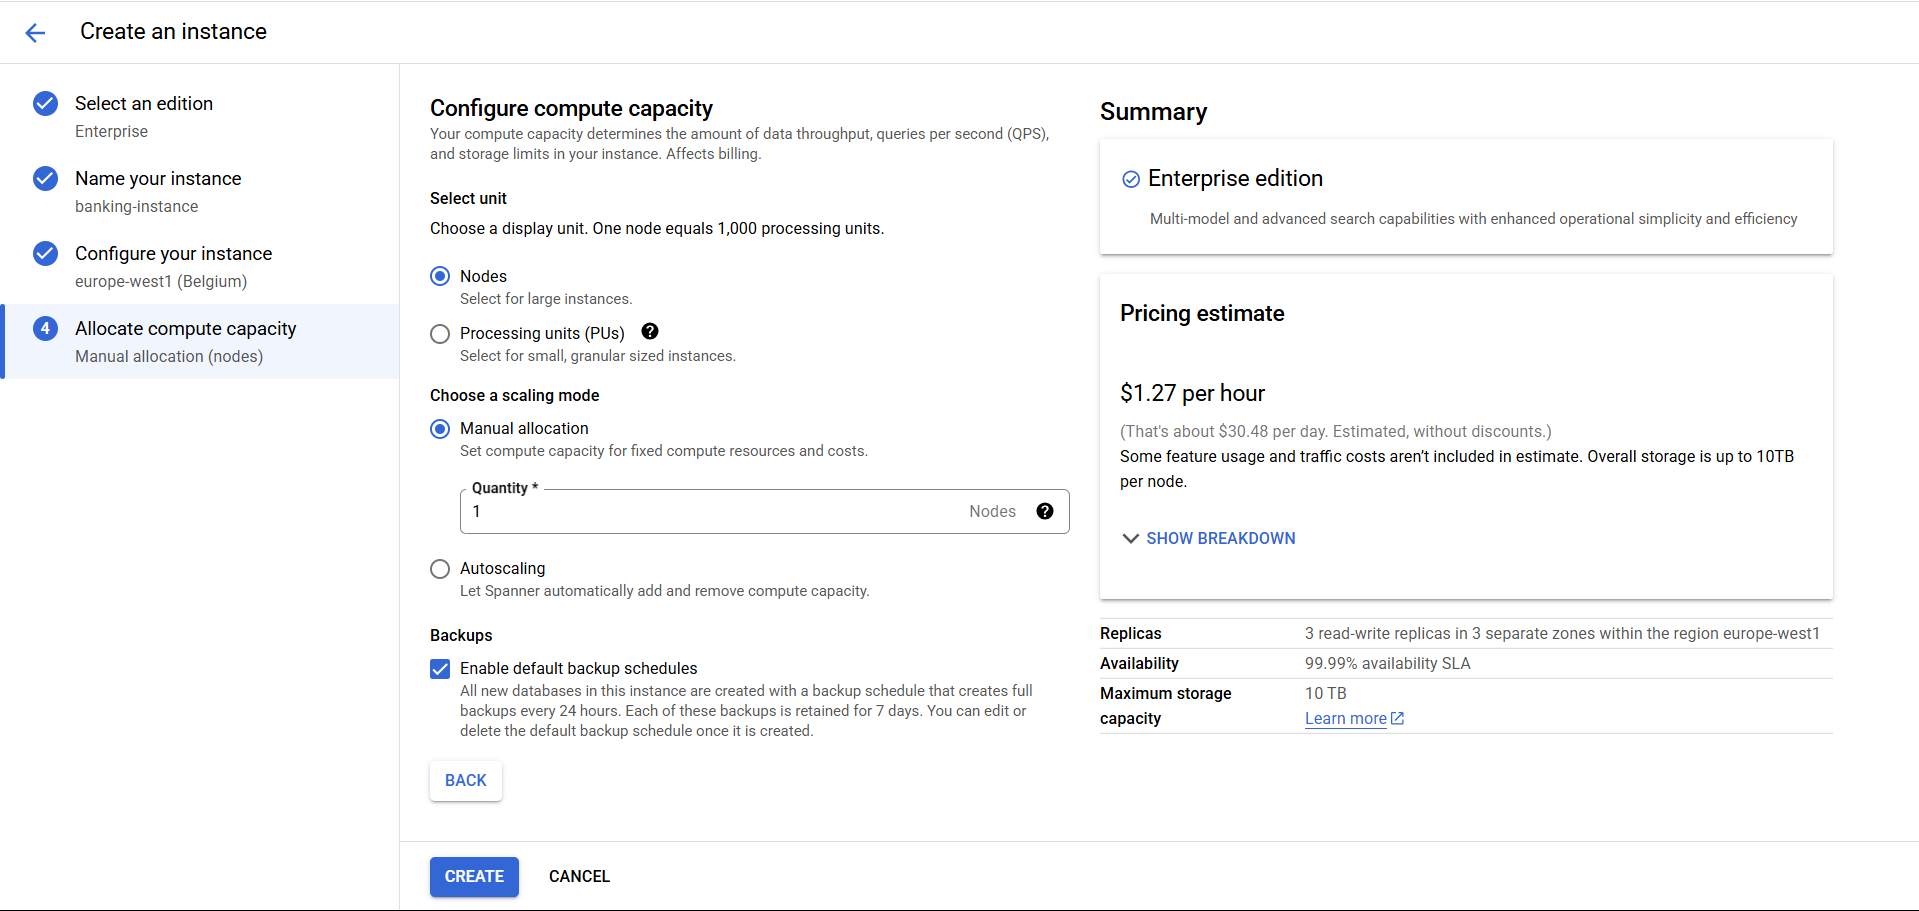 Create an instance
Select an edition
Enterprise
Name your instance
banking-instance
Configure your instance
europe-west1 (Belgium)
4
Allocate compute capacity
Manual allocation (nodes)
Configure compute capacity
Your compute capacity determines the amount of data throughput, queries per second (QPS),
and storage limits in your instance. Affects billing.
Select unit
Choose a display unit. One node equals 1,000 processing units.
Nodes
Select for large instances.
Processing units (PUs) ?
Select for small, granular sized instances.
Choose a scaling mode
Manual allocation
Set compute capacity for fixed compute resources and costs.
Quantity *
1 Nodes ?
Autoscaling
Let Spanner automatically add and remove compute capacity.
Backups
Enable default backup schedules
All new databases in this instance are created with a backup schedule that creates full
backups every 24 hours. Each of these backups is retained for 7 days. You can edit or
delete the default backup schedule once it is created.
BACK
CREATE CANCEL
Summary
Enterprise edition
Multi-model and advanced search capabilities with enhanced operational simplicity and efficiency
Pricing estimate
$1.27 per hour
(That's about $30.48 per day. Estimated, without discounts.)
Some feature usage and traffic costs aren’t included in estimate. Overall storage is up to 10TB
per node.
SHOW BREAKDOWN
Replicas 3 read-write replicas in 3 separate zones within the region europe-west1
Availability 99.99% availability SLA
Maximum storage 10 TB
capacity Learn more